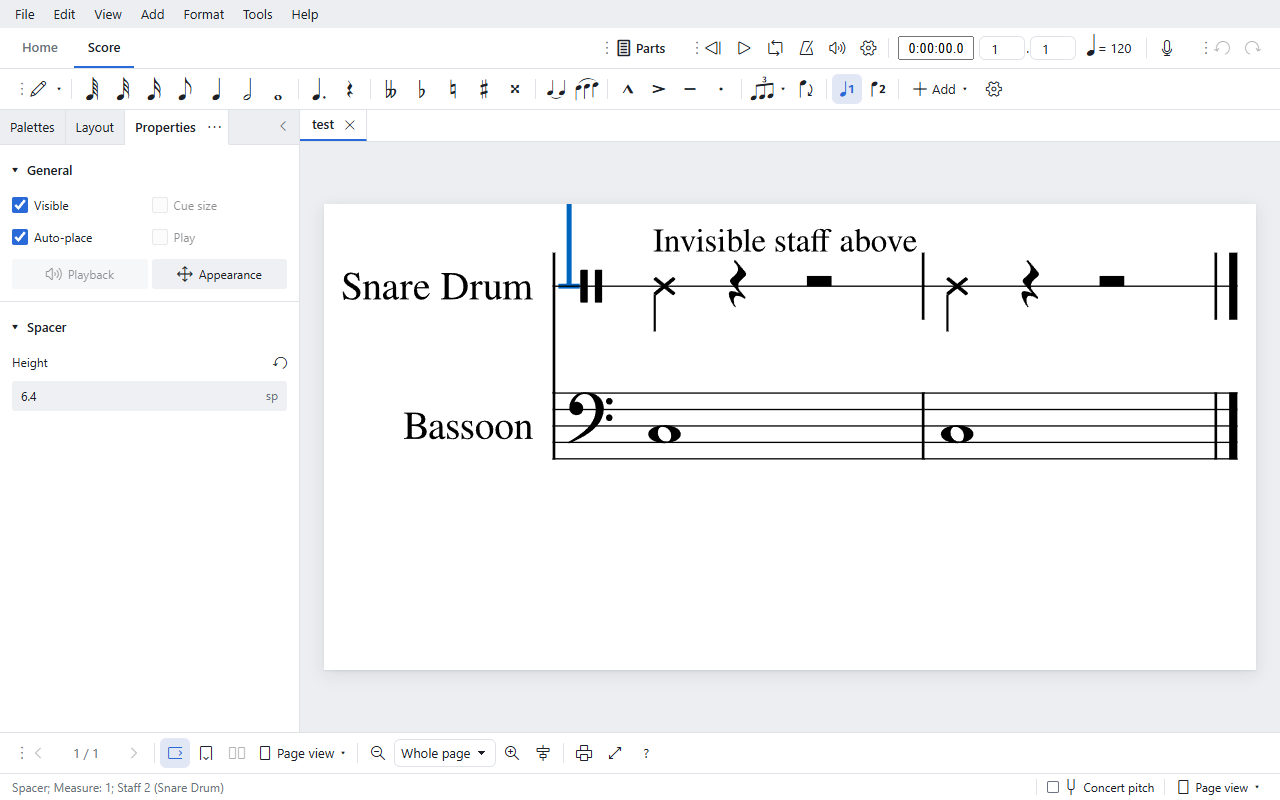 File Edit View Add Format Tools Help
Home Score Parts 0:00:00.0 1 . 1 = 120
3 1 2 Add
Palettes Layout Properties ··· test
General
Visible Cue size
Auto-place Play
Playback Appearance
Spacer
Height
6.4 sp
Invisible staff above
Snare Drum
Bassoon
1 / 1 Page view Whole page ?
Spacer; Measure: 1; Staff 2 (Snare Drum) Concert pitch Page view